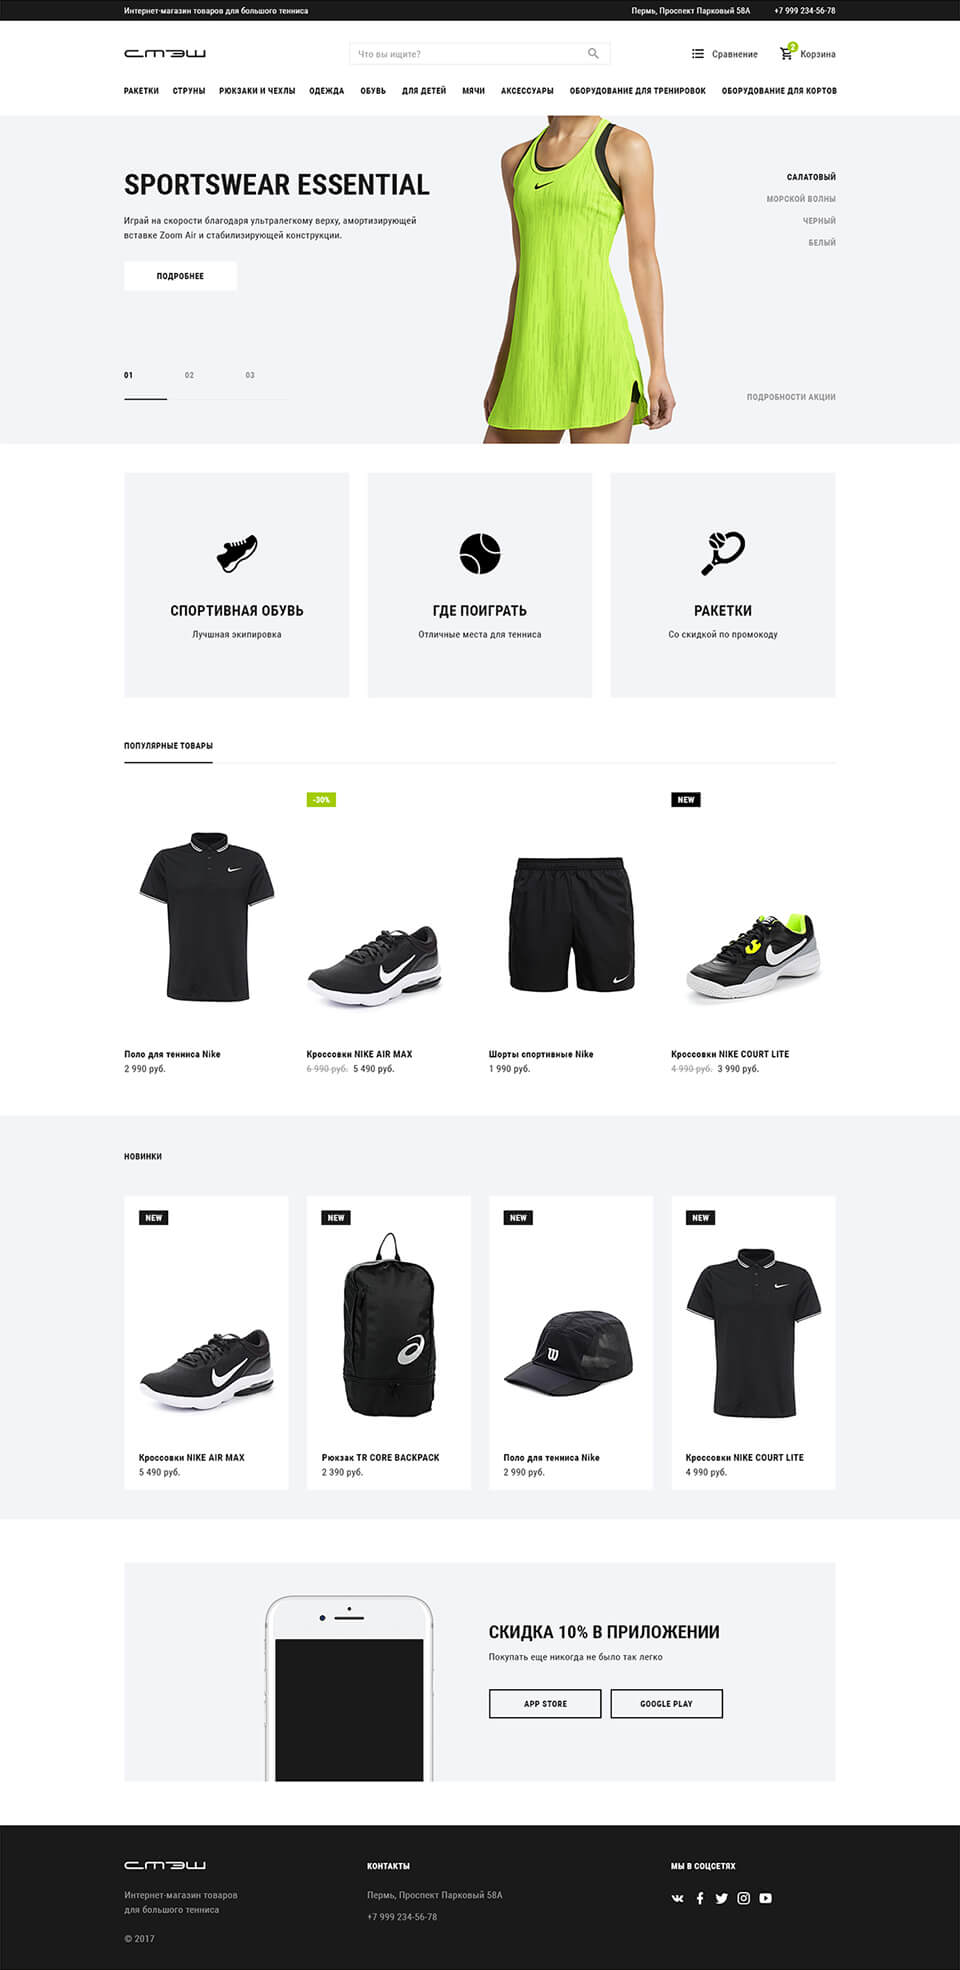 Интернет-магазин товаров для большого тенниса
Пермь, Проспект Парковый 58А
+7 999 234-56-78
СТЭШ
Что вы ищите?
Сравнение
2
Корзина
РАКЕТКИ
СТРУНЫ
РЮКЗАКИ И ЧЕХЛЫ
ОДЕЖДА
ОБУВЬ
ДЛЯ ДЕТЕЙ
МЯЧИ
АКСЕССУАРЫ
ОБОРУДОВАНИЕ ДЛЯ ТРЕНИРОВОК
ОБОРУДОВАНИЕ ДЛЯ КОРТОВ
SPORTSWEAR ESSENTIAL
Играй на скорости благодаря ультралегкому верху, амортизирующей
вставке Zoom Air и стабилизирующей конструкции.
ПОДРОБНЕЕ
САЛАТОВЫЙ
МОРСКОЙ ВОЛНЫ
ЧЕРНЫЙ
БЕЛЫЙ
01
02
03
ПОДРОБНОСТИ АКЦИИ
СПОРТИВНАЯ ОБУВЬ
Лучшная экипировка
ГДЕ ПОИГРАТЬ
Отличные места для тенниса
РАКЕТКИ
Со скидкой по промокоду
ПОПУЛЯРНЫЕ ТОВАРЫ
-30%
NEW
Поло для тенниса Nike
2 990 руб.
Кроссовки NIKE AIR MAX
6 990 руб. 5 490 руб.
Шорты спортивные Nike
1 990 руб.
Кроссовки NIKE COURT LITE
4 990 руб. 3 990 руб.
НОВИНКИ
NEW
NEW
NEW
NEW
W
Кроссовки NIKE AIR MAX
5 490 руб.
Рюкзак TR CORE BACKPACK
2 390 руб.
Поло для тенниса Nike
2 990 руб.
Кроссовки NIKE COURT LITE
4 990 руб.
СКИДКА 10% В ПРИЛОЖЕНИИ
Покупать еще никогда не было так легко
APP STORE
GOOGLE PLAY
СТЭШ
Интернет-магазин товаров
для большого тенниса
© 2017
КОНТАКТЫ
Пермь, Проспект Парковый 58А
+7 999 234-56-78
МЫ В СОЦСЕТЯХ